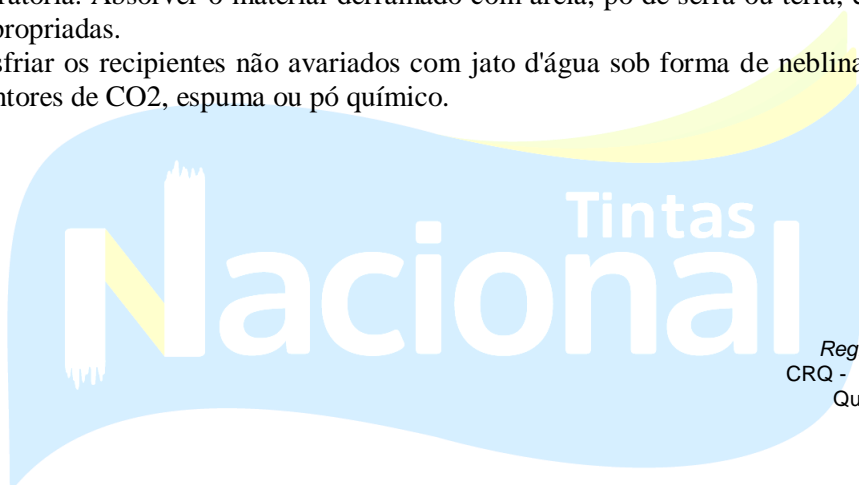 Absorver o material derramado com areia, pó de serra ou terra,
propriadas.
sfriar os recipientes não avariados com jato d'água sob forma de neblina
ntores de CO2, espuma ou pó químico.
Tintas
Nacional
Reg
CRQ -
Qu